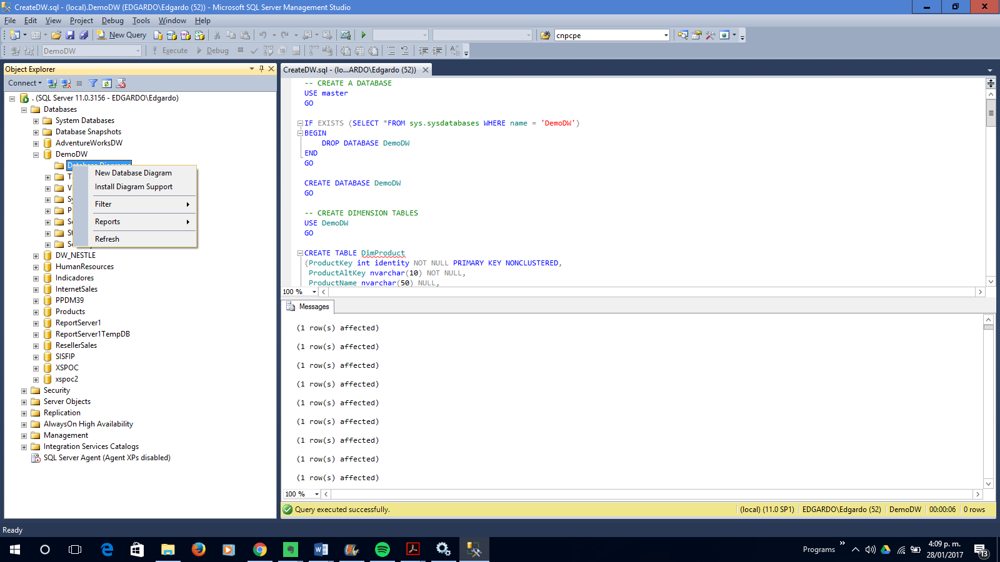 CreateDW.sql - (local).DemoDW (EDGARDO\Edgardo (52)) - Microsoft SQL Server Management Studio
File Edit View Project Debug Tools Window Help
New Query
cnpcpe
DemoDW
Execute
Debug
Object Explorer
Connect
. (SQL Server 11.0.3156 - EDGARDO\Edgardo)
Databases
System Databases
Database Snapshots
AdventureWorksDW
DemoDW
New Database Diagram
Install Diagram Support
Filter
Reports
Refresh
DW_NESTLE
HumanResources
Indicadores
InternetSales
PPDM39
Products
ReportServer1
ReportServer1TempDB
ResellerSales
SISFIP
XSPOC
xspoc2
Security
Server Objects
Replication
AlwaysOn High Availability
Management
Integration Services Catalogs
SQL Server Agent (Agent XPs disabled)
CreateDW.sql - (lo...ARDO\Edgardo (52))
-- CREATE A DATABASE
USE master
GO
IF EXISTS (SELECT *FROM sys.sysdatabases WHERE name = 'DemoDW')
BEGIN
DROP DATABASE DemoDW
END
GO
CREATE DATABASE DemoDW
GO
-- CREATE DIMENSION TABLES
USE DemoDW
GO
CREATE TABLE DimProduct
(ProductKey int identity NOT NULL PRIMARY KEY NONCLUSTERED,
ProductAltKey nvarchar(10) NOT NULL,
ProductName nvarchar(50) NULL,
100 %
Messages
(1 row(s) affected)
(1 row(s) affected)
(1 row(s) affected)
(1 row(s) affected)
(1 row(s) affected)
(1 row(s) affected)
(1 row(s) affected)
(1 row(s) affected)
(1 row(s) affected)
100 %
Query executed successfully.
(local) (11.0 SP1)
EDGARDO\Edgardo (52)
DemoDW
00:00:06
0 rows
Ready
Programs
4:09 p. m.
28/01/2017
13